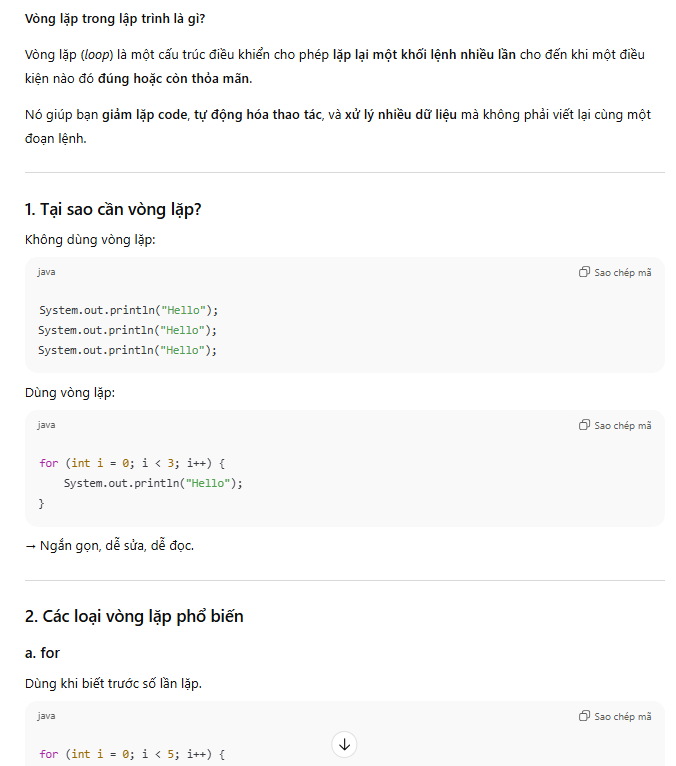 Vòng lặp trong lập trình là gì?
Vòng lặp (loop) là một cấu trúc điều khiển cho phép lặp lại một khối lệnh nhiều lần cho đến khi một điều
kiện nào đó đúng hoặc còn thỏa mãn.
Nó giúp bạn giảm lặp code, tự động hóa thao tác, và xử lý nhiều dữ liệu mà không phải viết lại cùng một
đoạn lệnh.
1. Tại sao cần vòng lặp?
Không dùng vòng lặp:
java
Sao chép mã
System.out.println("Hello");
System.out.println("Hello");
System.out.println("Hello");
Dùng vòng lặp:
java
Sao chép mã
for (int i = 0; i < 3; i++) {
    System.out.println("Hello");
}
→ Ngắn gọn, dễ sửa, dễ đọc.
2. Các loại vòng lặp phổ biến
a. for
Dùng khi biết trước số lần lặp.
java
Sao chép mã
for (int i = 0; i < 5; i++) {